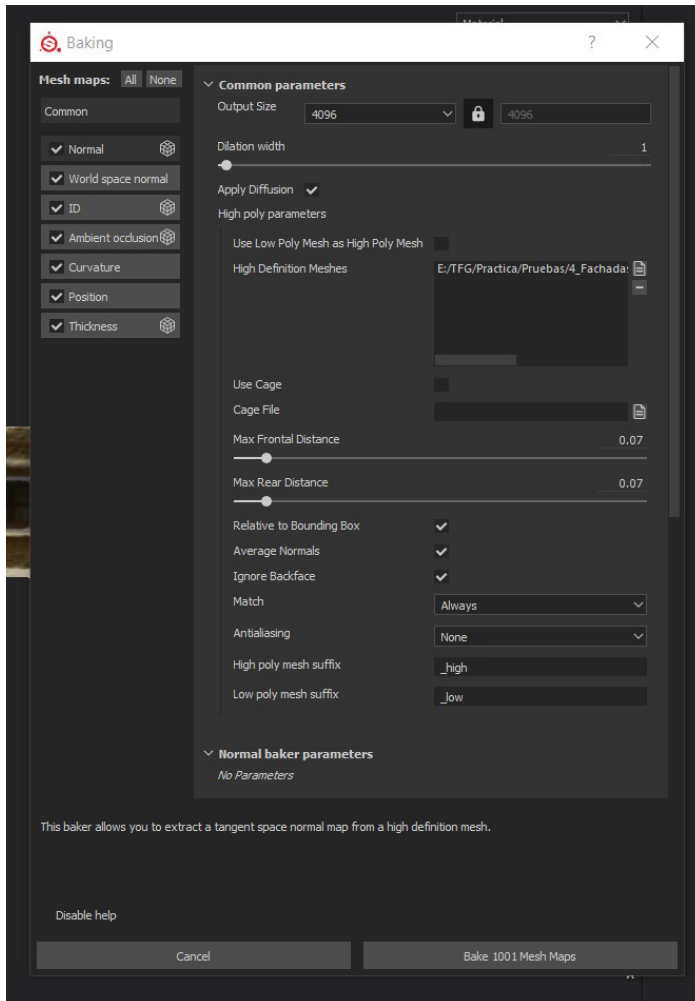 Material
Baking
?
Mesh maps: All None
Common
Normal
World space normal
ID
Ambient occlusion
Curvature
Position
Thickness
Common parameters
Output Size 4096 4096
Dilation width 1
Apply Diffusion
High poly parameters
Use Low Poly Mesh as High Poly Mesh
High Definition Meshes E:/TFG/Practica/Pruebas/4_Fachadas
Use Cage
Cage File
Max Frontal Distance 0.07
Max Rear Distance 0.07
Relative to Bounding Box
Average Normals
Ignore Backface
Match Always
Antialiasing None
High poly mesh suffix _high
Low poly mesh suffix _low
Normal baker parameters
No Parameters
This baker allows you to extract a tangent space normal map from a high definition mesh.
Disable help
Cancel Bake 1001 Mesh Maps